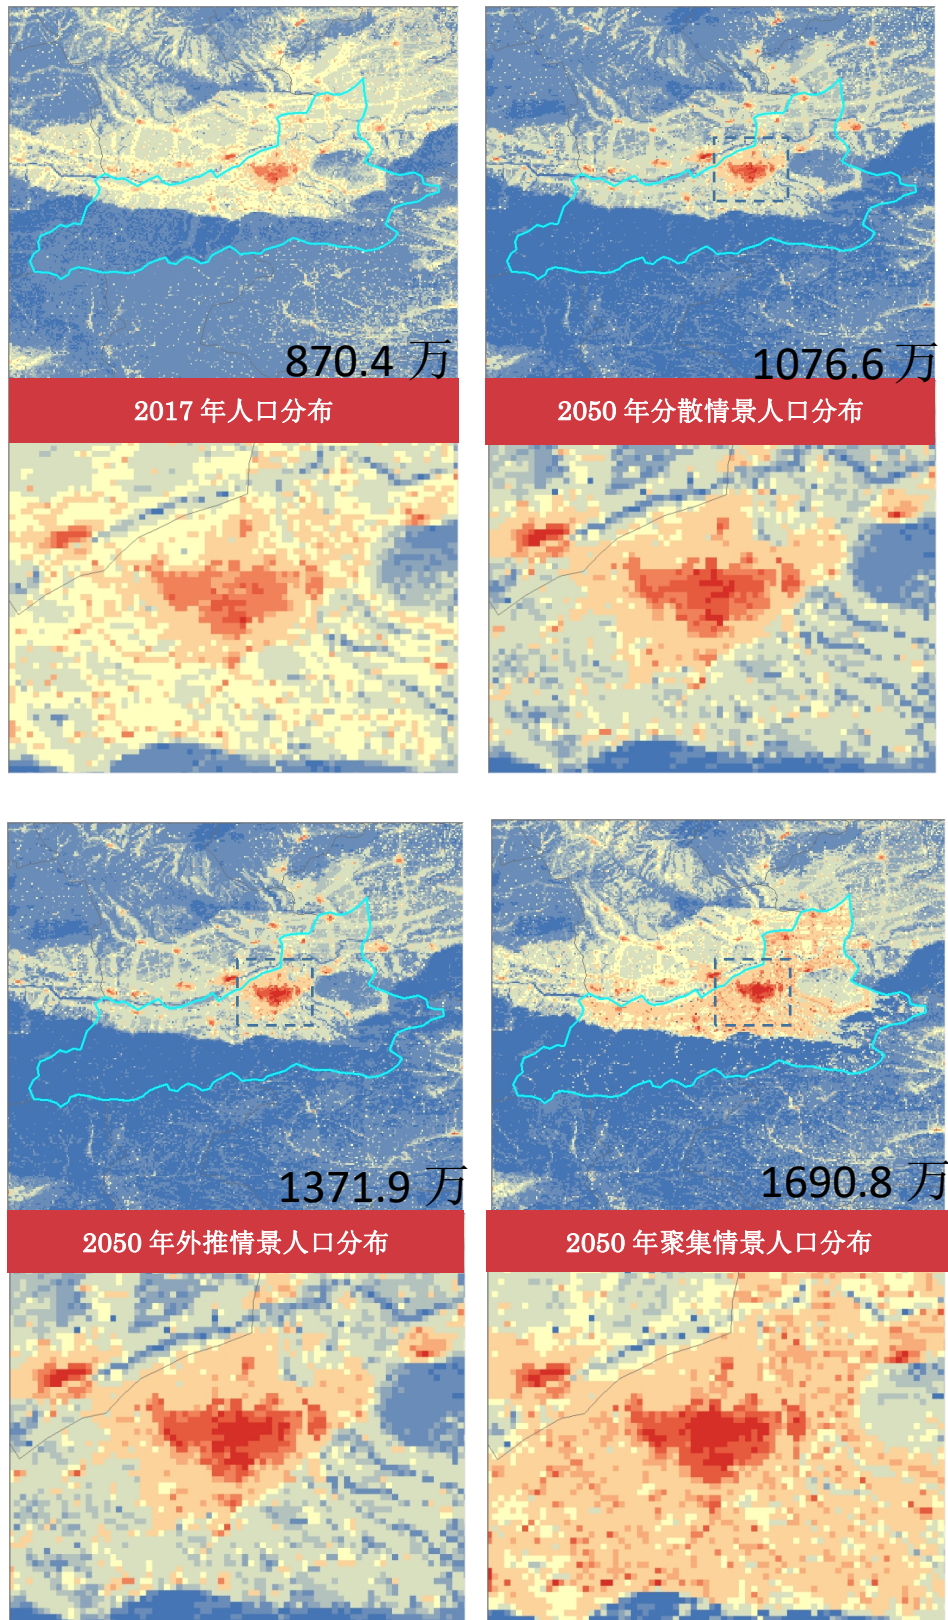 870.4 万
1076.6 万
2017 年人口分布
2050 年分散情景人口分布
1371.9 万
1690.8 万
2050 年外推情景人口分布
2050 年聚集情景人口分布